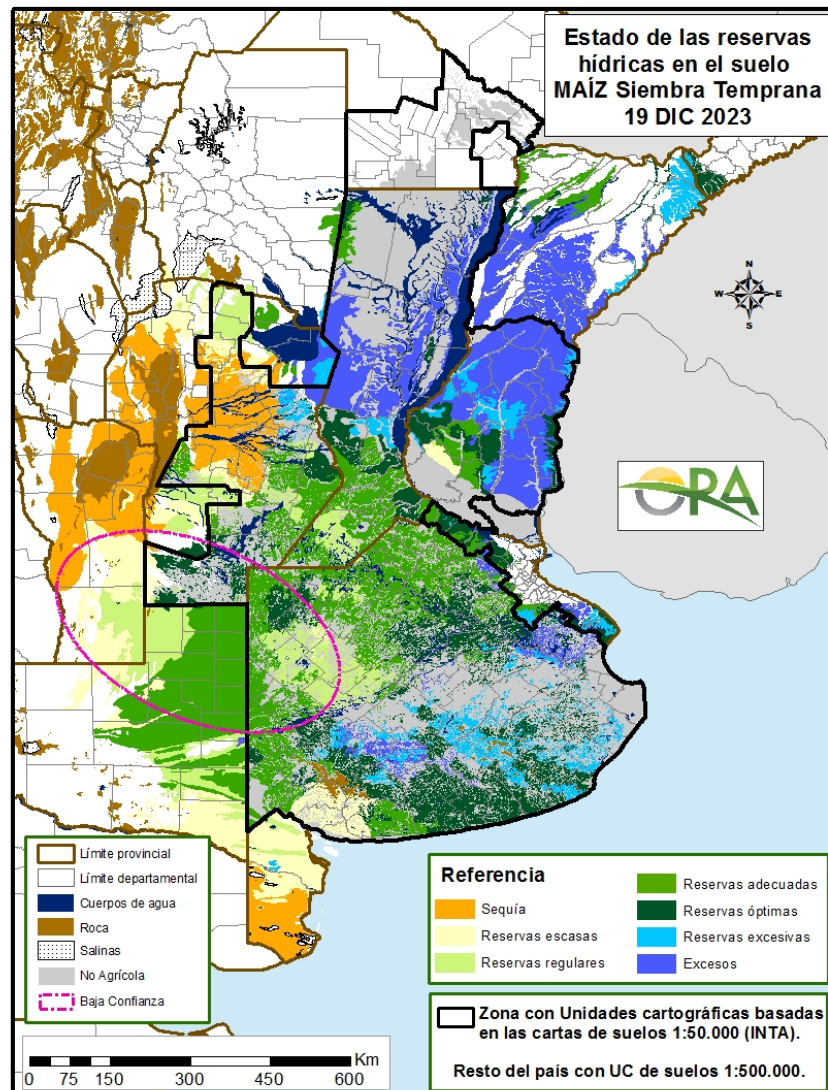 Estado de las reservas
hídricas en el suelo
MAÍZ Siembra Temprana
19 DIC 2023
N
W
E
S
ORA
Límite provincial
Límite departamental
Cuerpos de agua
Roca
Salinas
No Agrícola
Baja Confianza
Referencia
Sequía
Reservas escasas
Reservas regulares
Reservas adecuadas
Reservas óptimas
Reservas excesivas
Excesos
Zona con Unidades cartográficas basadas
en las cartas de suelos 1:50.000 (INTA).
Resto del país con UC de suelos 1:500.000.
Km
0 75 150 300 450 600